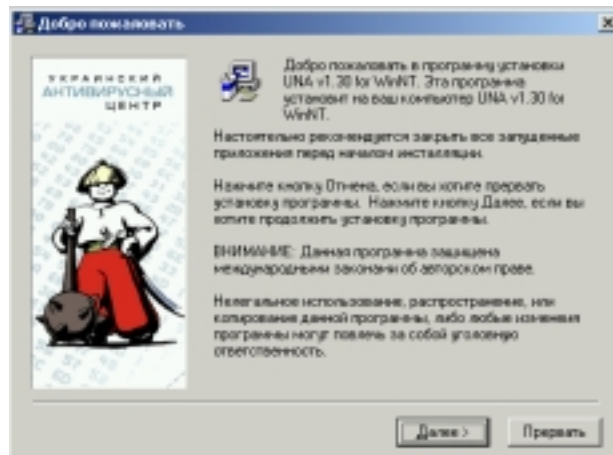 Добро пожаловать
УКРАИНСКИЙ
АНТИВИРУСНЫЙ
ЦЕНТР
Добро пожаловать в программу установки
UNA v1.30 for WinNT. Эта программа
установит на ваш компьютер UNA v1.30 for
WinNT.
Настоятельно рекомендуется закрыть все запущенные
приложения перед началом инсталляции.
Нажмите кнопку Отмена, если вы хотите прервать
установку программы. Нажмите кнопку Далее, если вы
хотите продолжить установку программы.
ВНИМАНИЕ: Данная программа защищена
международными законами об авторском праве.
Нелегальное использование, распространение, или
копирование данной программы, либо любые изменения
программы могут повлечь за собой уголовную
ответственность.
Далее >
Прервать